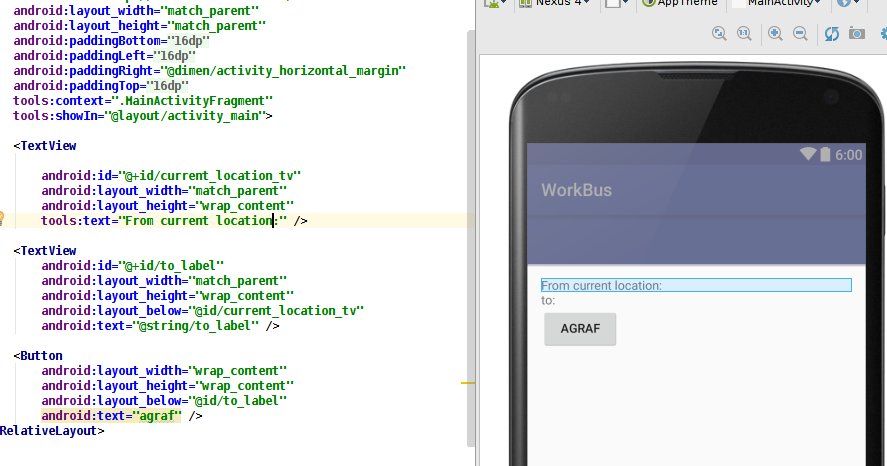 android:layout_width="match_parent"
android:layout_height="match_parent"
android:paddingBottom="16dp"
android:paddingLeft="16dp"
android:paddingRight="@dimen/activity_horizontal_margin"
android:paddingTop="16dp"
tools:context=".MainActivityFragment"
tools:showIn="@layout/activity_main">
<TextView
android:id="@+id/current_location_tv"
android:layout_width="match_parent"
android:layout_height="wrap_content"
tools:text="From current location:" />
<TextView
android:id="@+id/to_label"
android:layout_width="match_parent"
android:layout_height="wrap_content"
android:layout_below="@id/current_location_tv"
android:text="@string/to_label" />
<Button
android:layout_width="wrap_content"
android:layout_height="wrap_content"
android:layout_below="@id/to_label"
android:text="agraf" />
RelativeLayout>
Nexus 4 AppTheme MainActivity
1:1
6:00
WorkBus
From current location:
to:
AGRAF